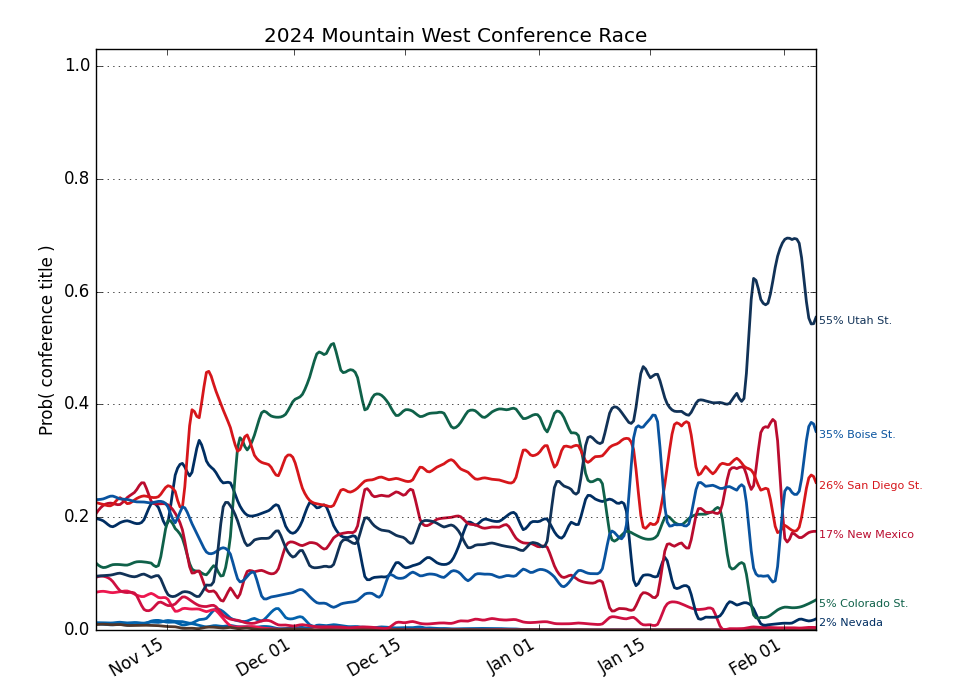 2024 Mountain West Conference Race
Prob( conference title )
1.0
0.8
0.6
0.4
0.2
0.0
55% Utah St.
35% Boise St.
26% San Diego St.
17% New Mexico
5% Colorado St.
2% Nevada
Nov 15
Dec 01
Dec 15
Jan 01
Jan 15
Feb 01